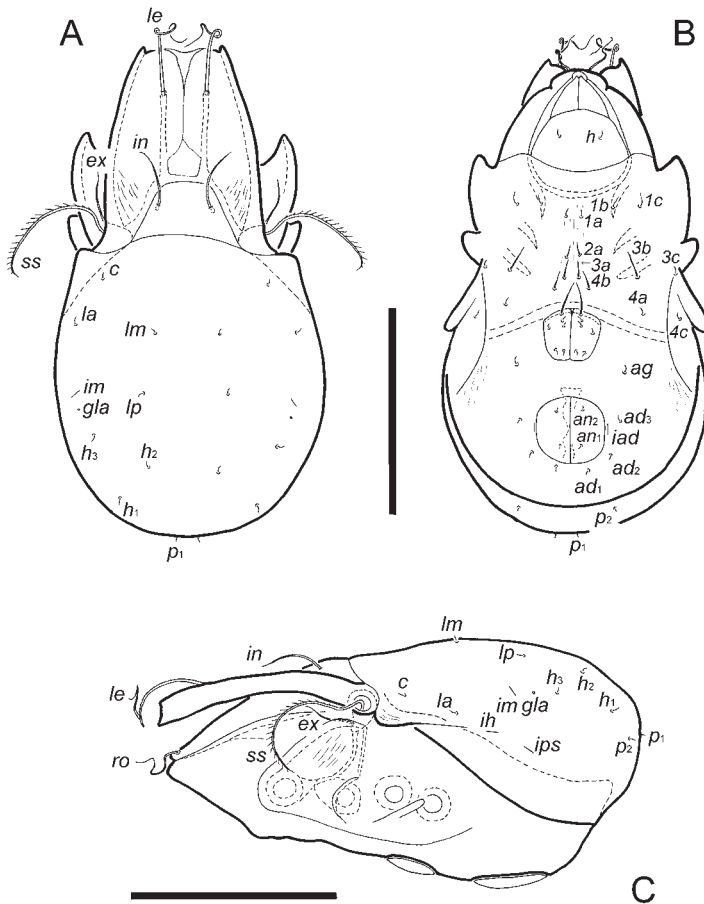 A
le
in
ex
ss
c
la
lm
im
gla
lp
h3
h2
h1
p1
B
h
1b
1c
1a
2a
3b
3a
3c
4b
4a
4c
ag
an2
ad3
an1
iad
ad2
ad1
p2
p1
C
lm
in
lp
le
c
h3
h2
h1
la
im
gla
ih
ex
ips
p2
p1
ss
ro